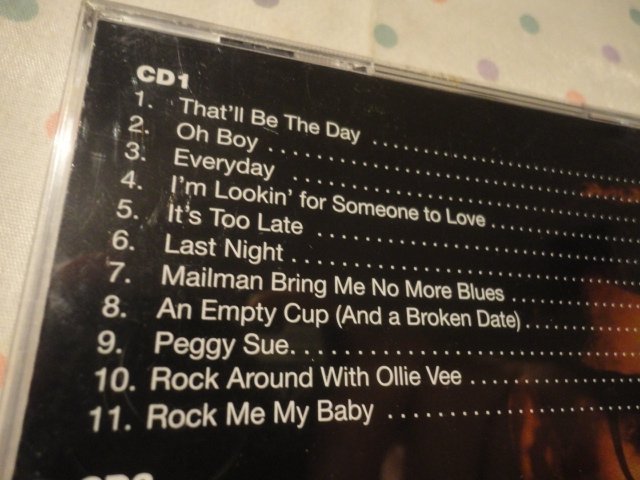 CD1
1. That'll Be The Day
2. Oh Boy
3. Everyday
4. I'm Lookin' for Someone to Love
5. It's Too Late
6. Last Night
7. Mailman Bring Me No More Blues
8. An Empty Cup (And a Broken Date)
9. Peggy Sue
10. Rock Around With Ollie Vee
11. Rock Me My Baby